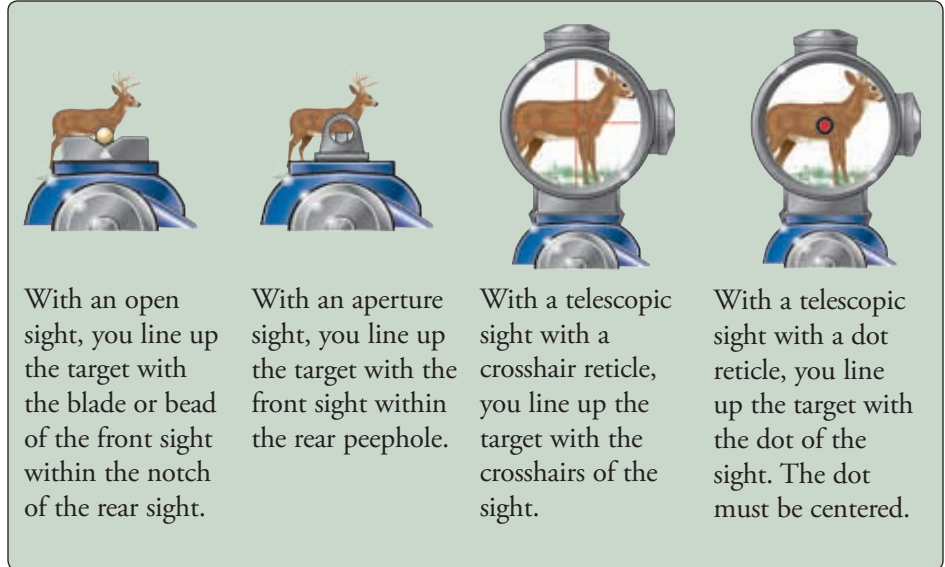 With an open
sight, you line up
the target with
the blade or bead
of the front sight
within the notch
of the rear sight.
With an aperture
sight, you line up
the target with the
front sight within
the rear peephole.
With a telescopic
sight with a
crosshair reticle,
you line up the
target with the
crosshairs of the
sight.
With a telescopic
sight with a dot
reticle, you line
up the target with
the dot of the
sight. The dot
must be centered.